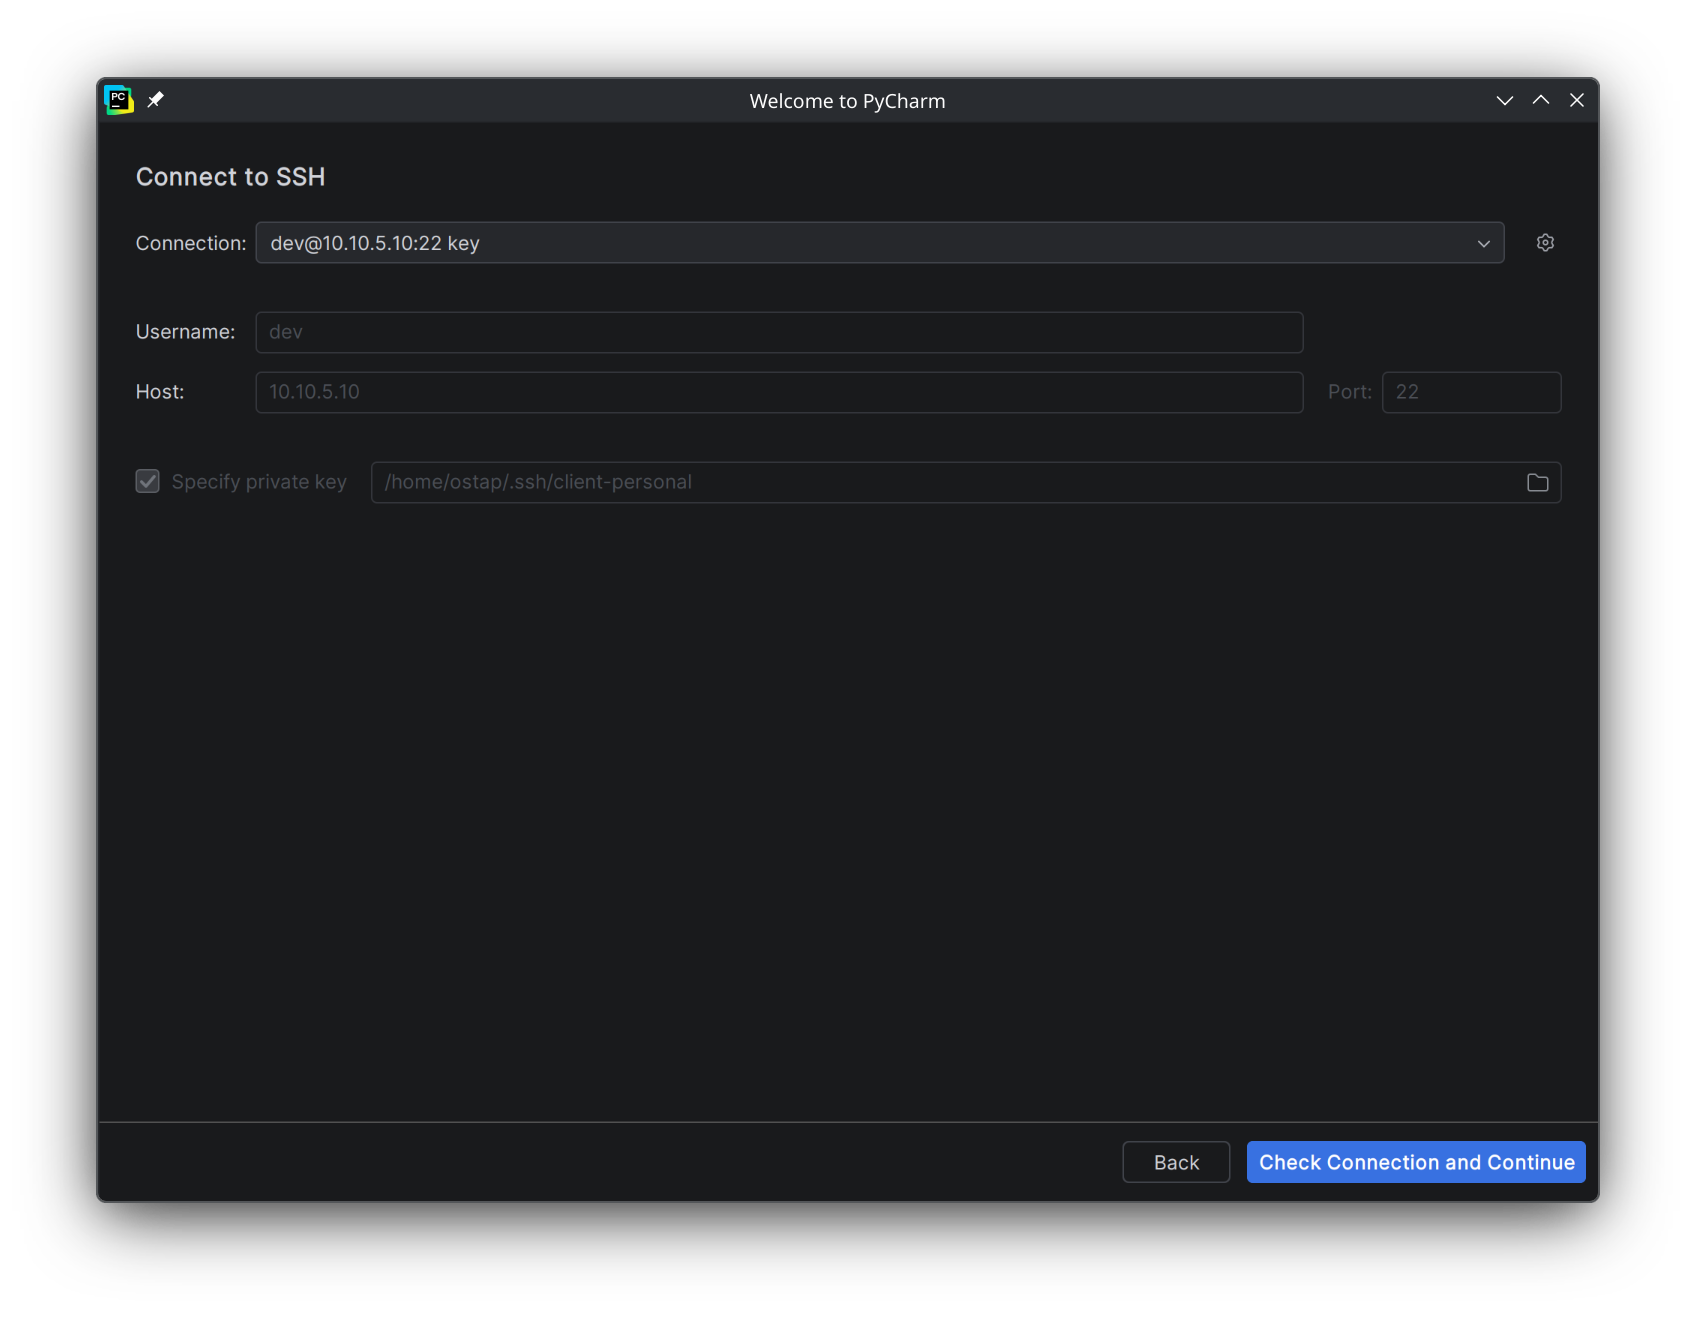 PC
Welcome to PyCharm
Connect to SSH
Connection: dev@10.10.5.10:22 key
Username: dev
Host: 10.10.5.10 Port: 22
Specify private key /home/ostap/.ssh/client-personal
Back Check Connection and Continue